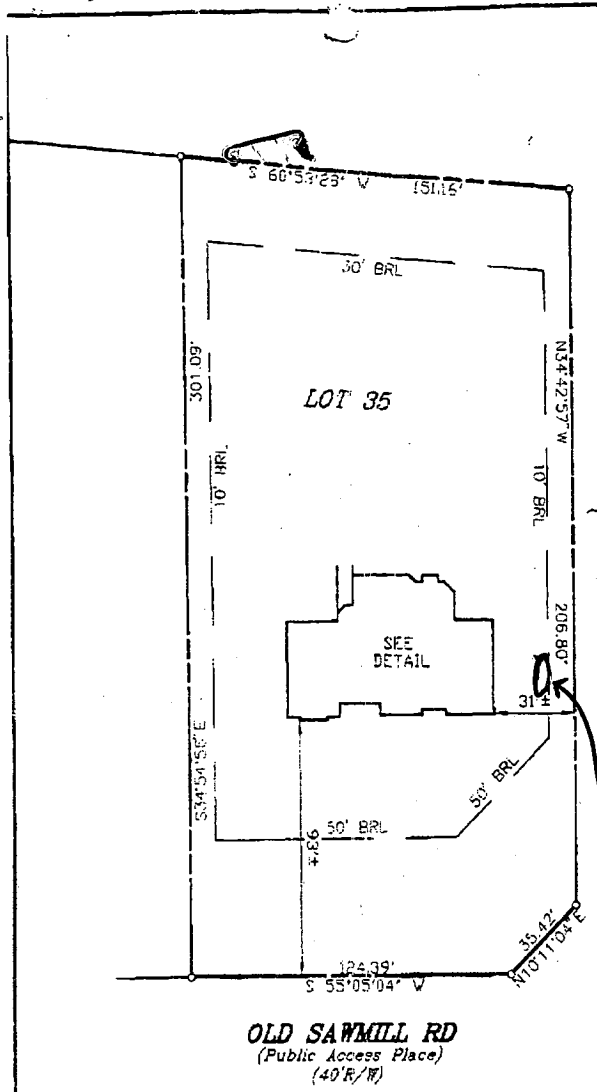 S 60°53'28" W 151.16'
30' BRL
301.09'
N34°42'57"W
LOT 35
10' BRL
10' BRL
206.80'
SEE
DETAIL
31'±
S34°54'56"E
50' BRL
50' BRL
93'±
35.42'
N10°11'04"E
124.39'
S 55°05'04" W
OLD SAWMILL RD
(Public Access Place)
(40'R/W)